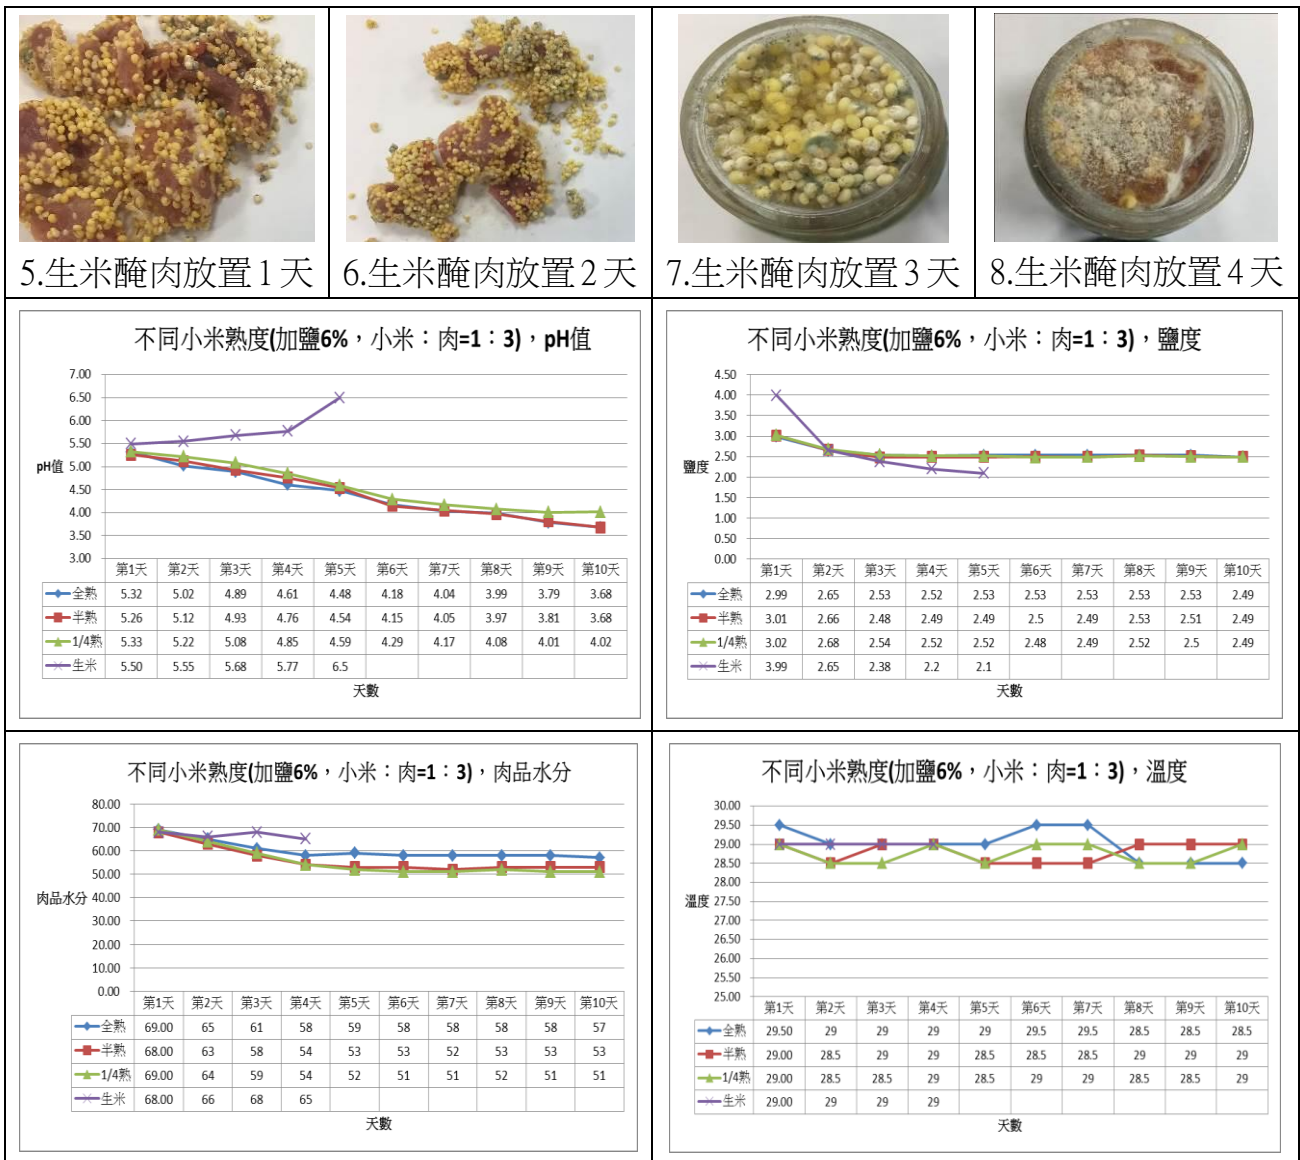 5.生米醃肉放置1天
6.生米醃肉放置2天
7.生米醃肉放置3天
8.生米醃肉放置4天
不同小米熟度(加鹽6%，小米：肉=1：3)，pH值
7.00
6.50
6.00
5.50
5.00
4.50
4.00
3.50
3.00
pH值
第1天 第2天 第3天 第4天 第5天 第6天 第7天 第8天 第9天 第10天
全熟 5.32 5.02 4.89 4.61 4.48 4.18 4.04 3.99 3.79 3.68
半熟 5.26 5.12 4.93 4.76 4.54 4.15 4.05 3.97 3.81 3.68
1/4熟 5.33 5.22 5.08 4.85 4.59 4.29 4.17 4.08 4.01 4.02
生米 5.50 5.55 5.68 5.77 6.5
天數
不同小米熟度(加鹽6%，小米：肉=1：3)，鹽度
4.50
4.00
3.50
3.00
2.50
2.00
1.50
1.00
0.50
0.00
鹽度
第1天 第2天 第3天 第4天 第5天 第6天 第7天 第8天 第9天 第10天
全熟 2.99 2.65 2.53 2.52 2.53 2.53 2.53 2.53 2.53 2.49
半熟 3.01 2.66 2.48 2.49 2.49 2.5 2.49 2.53 2.51 2.49
1/4熟 3.02 2.68 2.54 2.52 2.52 2.48 2.49 2.52 2.5 2.49
生米 3.99 2.65 2.38 2.2 2.1
天數
不同小米熟度(加鹽6%，小米：肉=1：3)，肉品水分
80.00
70.00
60.00
50.00
40.00
30.00
20.00
10.00
0.00
肉品水分
第1天 第2天 第3天 第4天 第5天 第6天 第7天 第8天 第9天 第10天
全熟 69.00 65 61 58 59 58 58 58 58 57
半熟 68.00 63 58 54 53 53 52 53 53 53
1/4熟 69.00 64 59 54 52 51 51 52 51 51
生米 68.00 66 68 65
天數
不同小米熟度(加鹽6%，小米：肉=1：3)，溫度
30.00
29.50
29.00
28.50
28.00
27.50
27.00
26.50
26.00
25.50
25.00
溫度
第1天 第2天 第3天 第4天 第5天 第6天 第7天 第8天 第9天 第10天
全熟 29.50 29 29 29 29 29.5 29.5 28.5 28.5 28.5
半熟 29.00 28.5 29 29 28.5 28.5 28.5 29 29 29
1/4熟 29.00 28.5 28.5 29 28.5 29 29 28.5 28.5 29
生米 29.00 29 29 29
天數